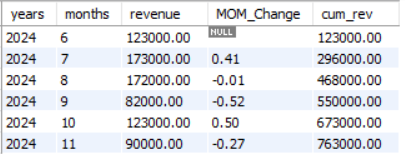 years months revenue MOM_Change cum_rev
2024 6 123000.00 NULL 123000.00
2024 7 173000.00 0.41 296000.00
2024 8 172000.00 -0.01 468000.00
2024 9 82000.00 -0.52 550000.00
2024 10 123000.00 0.50 673000.00
2024 11 90000.00 -0.27 763000.00